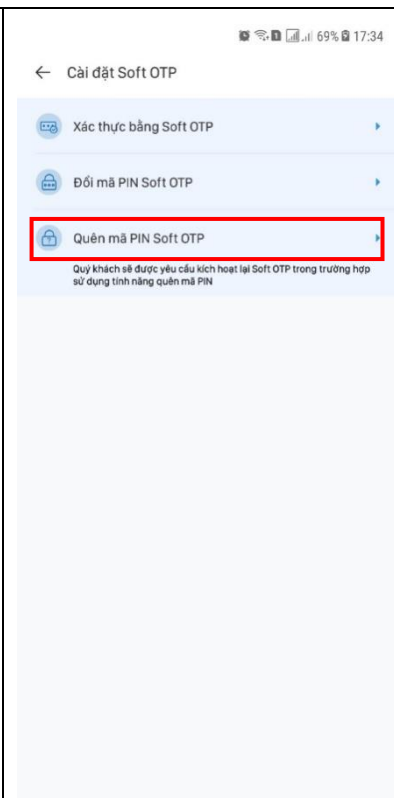 69% 17:34
Cài đặt Soft OTP
Xác thực bằng Soft OTP
Đổi mã PIN Soft OTP
Quên mã PIN Soft OTP
Quý khách sẽ được yêu cầu kích hoạt lại Soft OTP trong trường hợp
sử dụng tính năng quên mã PIN